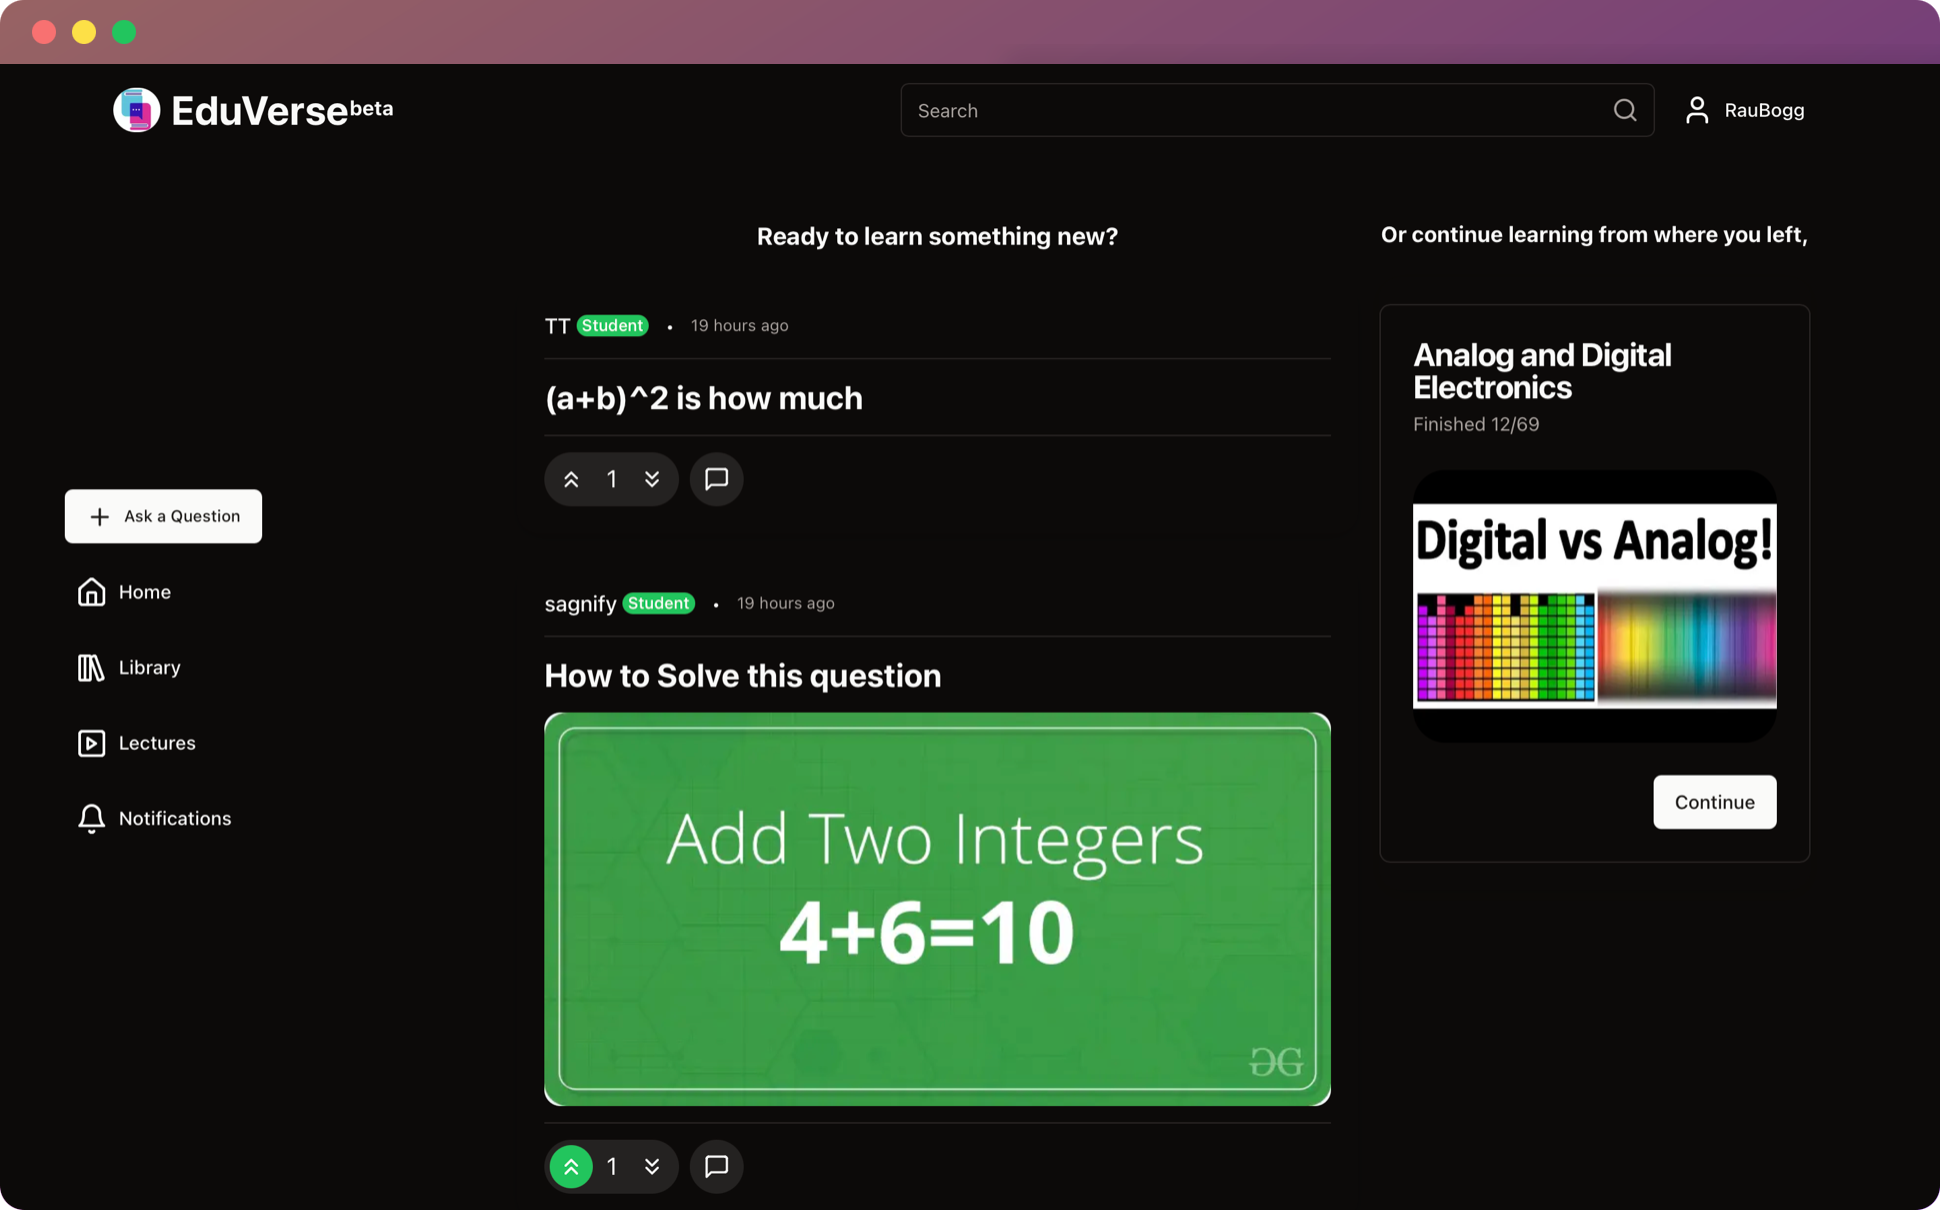 EduVerse beta
Search
RauBogg
Ready to learn something new?
Or continue learning from where you left,
TT Student • 19 hours ago
(a+b)^2 is how much
1
Ask a Question
Home
Library
Lectures
Notifications
sagnify Student • 19 hours ago
How to Solve this question
Add Two Integers
4+6=10
1
Analog and Digital
Electronics
Finished 12/69
Digital vs Analog!
Continue